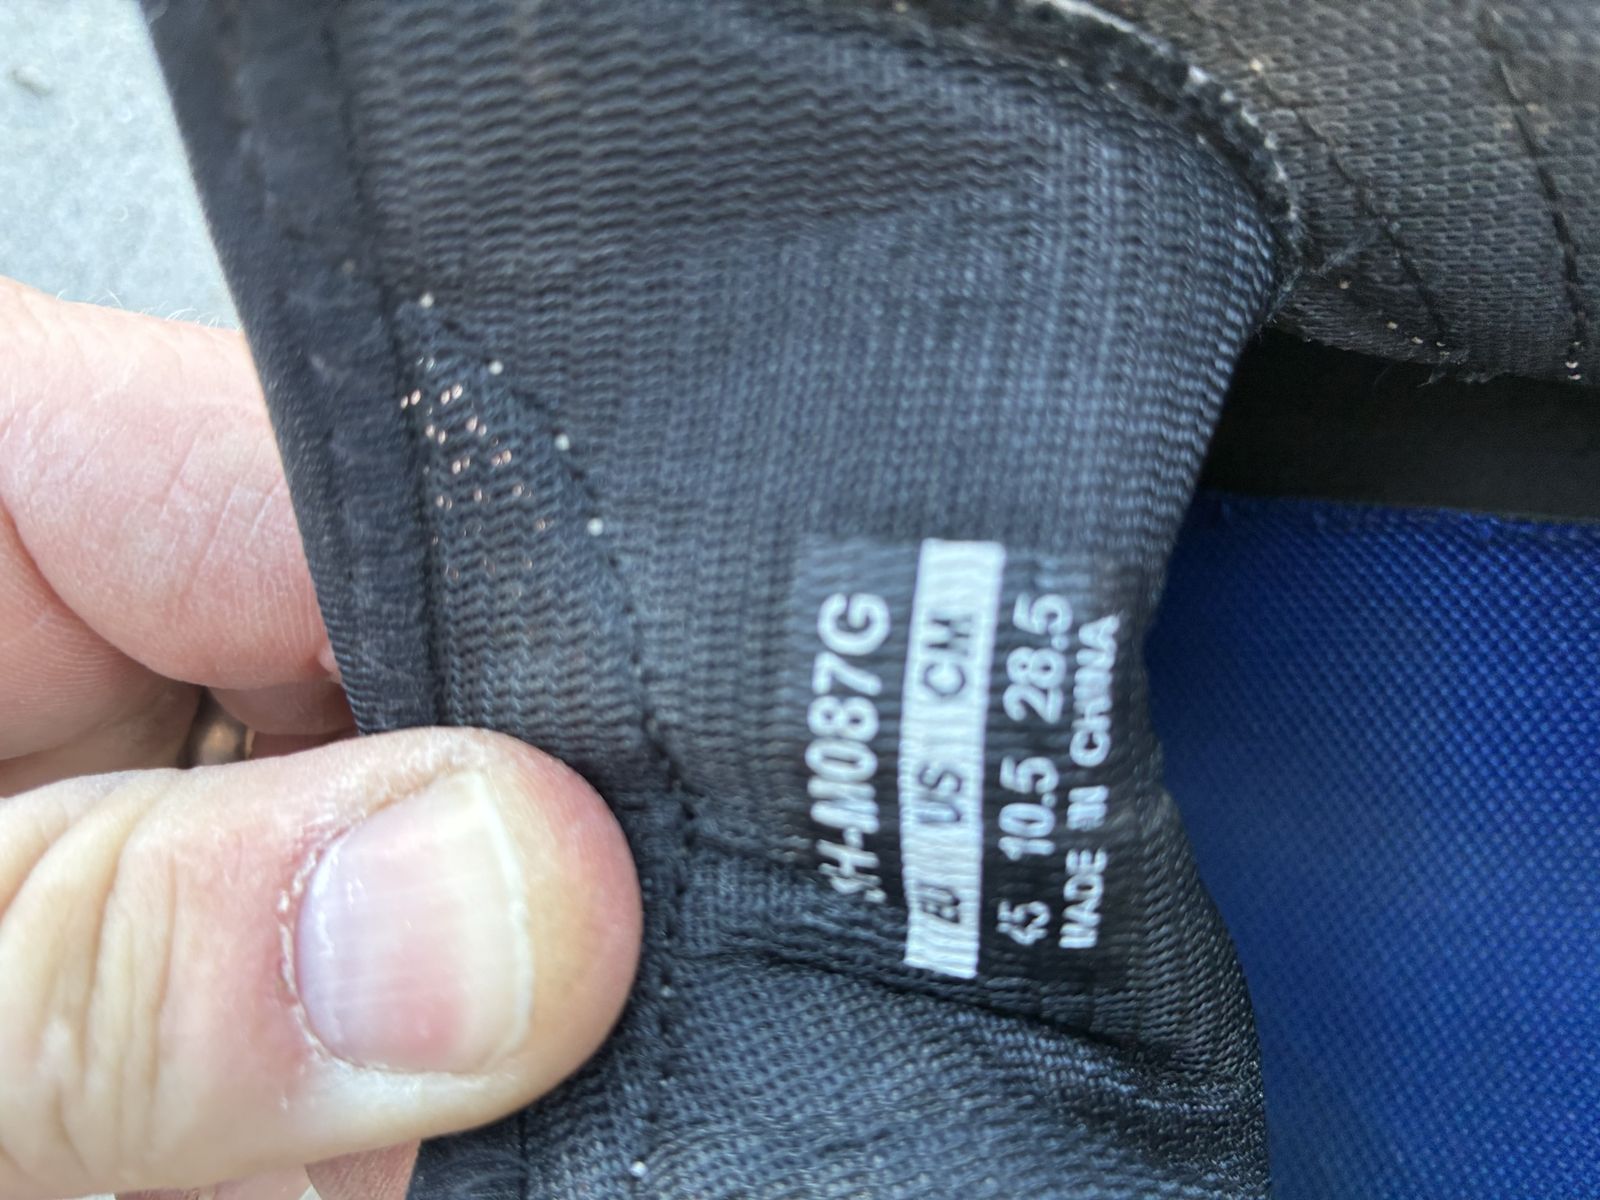 SH-M087G
EU US CM
45 10.5 28.5
MADE IN CHINA